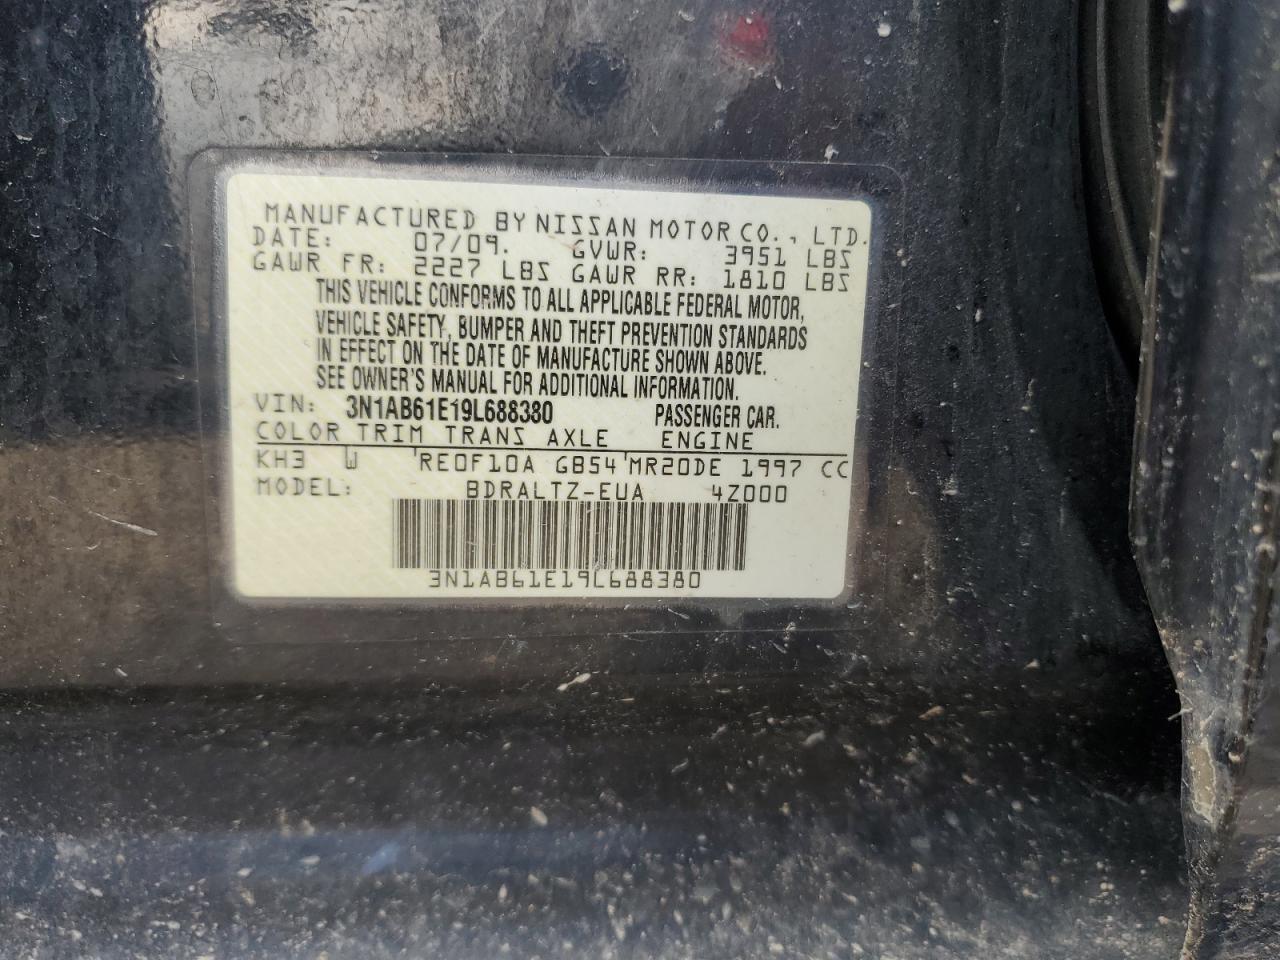 MANUFACTURED BY NISSAN MOTOR CO., LTD.
DATE: 07/09. GVWR: 3951 LBS
GAWR FR: 2227 LBS GAWR RR: 1810 LBS
THIS VEHICLE CONFORMS TO ALL APPLICABLE FEDERAL MOTOR,
VEHICLE SAFETY, BUMPER AND THEFT PREVENTION STANDARDS
IN EFFECT ON THE DATE OF MANUFACTURE SHOWN ABOVE.
SEE OWNER'S MANUAL FOR ADDITIONAL INFORMATION.
VIN: 3N1AB61E19L688380 PASSENGER CAR.
COLOR TRIM TRANS AXLE ENGINE
KH3 W RE0F10A GB54 MR20DE 1997 CC
MODEL: BDRALTZ-EUA 4Z000
3N1AB61E19L688380